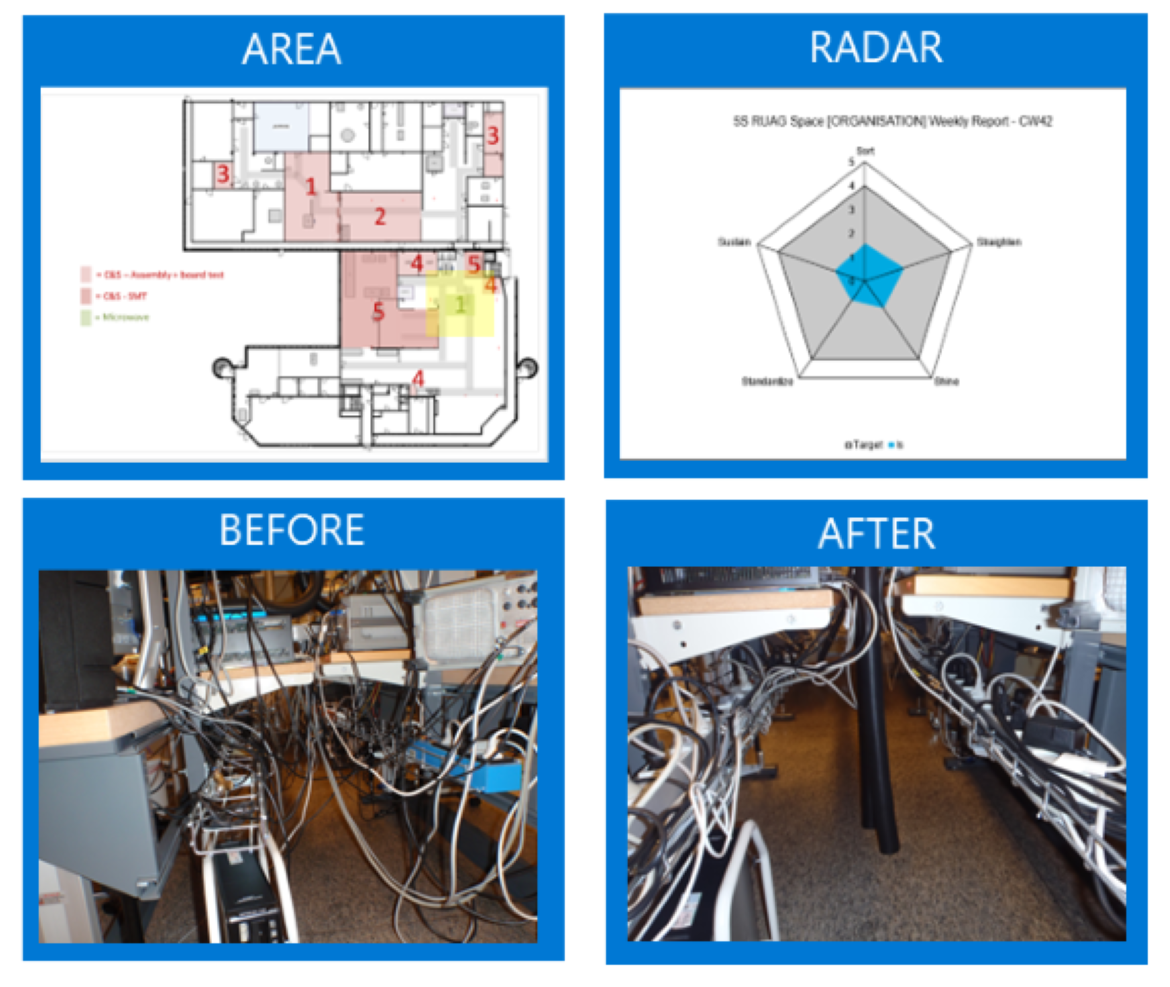 AREA
3
3
1
2
4
5
4
1
5
4
= C&S – Assembly + board test
= C&S - SMT
= Microwave
RADAR
5S RUAG Space [ORGANISATION] Weekly Report - CW42
Sort
5
4
3
2
1
0
Sustain
Straighten
Standardize
Shine
Target
Is
BEFORE
AFTER